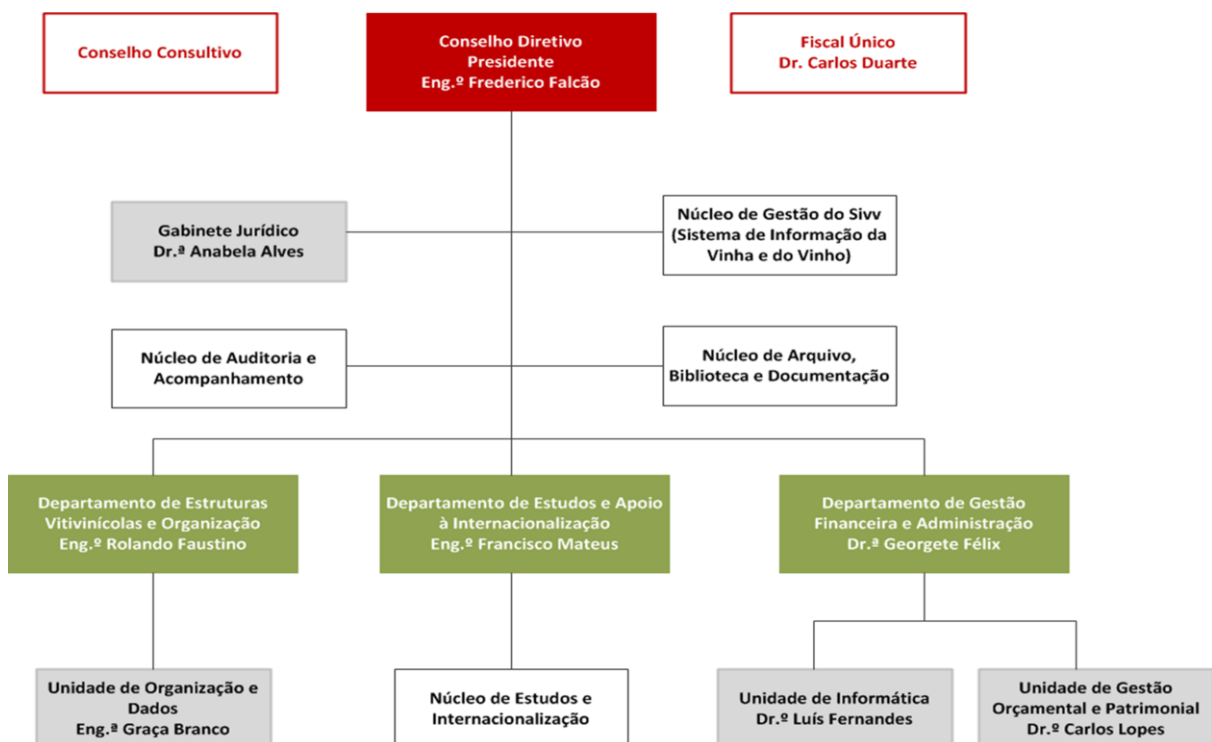 Conselho Consultivo
Conselho Diretivo
Presidente
Eng.º Frederico Falcão
Fiscal Único
Dr. Carlos Duarte
Gabinete Jurídico
Dr.ª Anabela Alves
Núcleo de Gestão do Sivv
(Sistema de Informação da
Vinha e do Vinho)
Núcleo de Auditoria e
Acompanhamento
Núcleo de Arquivo,
Biblioteca e Documentação
Departamento de Estruturas
Vitivinícolas e Organização
Eng.º Rolando Faustino
Departamento de Estudos e Apoio
à Internacionalização
Eng.º Francisco Mateus
Departamento de Gestão
Financeira e Administração
Dr.ª Georgete Félix
Unidade de Organização e
Dados
Eng.ª Graça Branco
Núcleo de Estudos e
Internacionalização
Unidade de Informática
Dr.º Luís Fernandes
Unidade de Gestão
Orçamental e Patrimonial
Dr.º Carlos Lopes